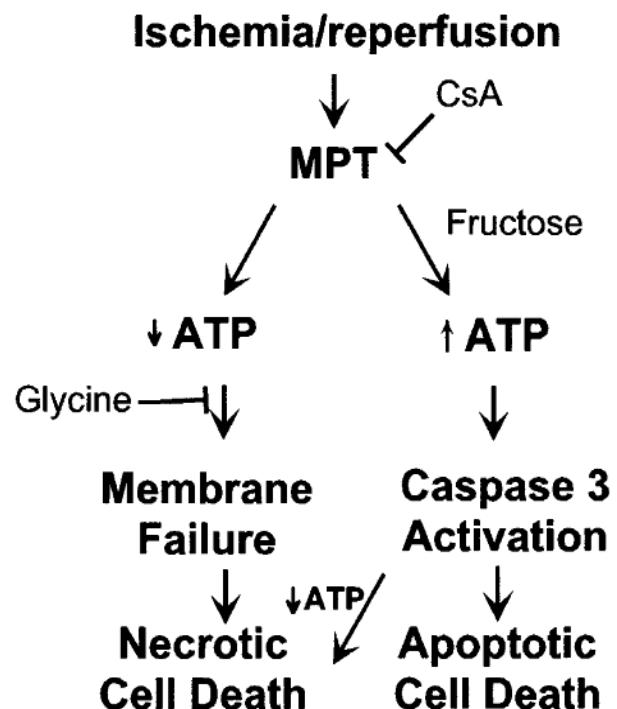 Ischemia/reperfusion
CsA
MPT
Fructose
↓ ATP
↑ ATP
Glycine
Membrane
Failure
Caspase 3
Activation
↓ATP
Necrotic
Cell Death
Apoptotic
Cell Death